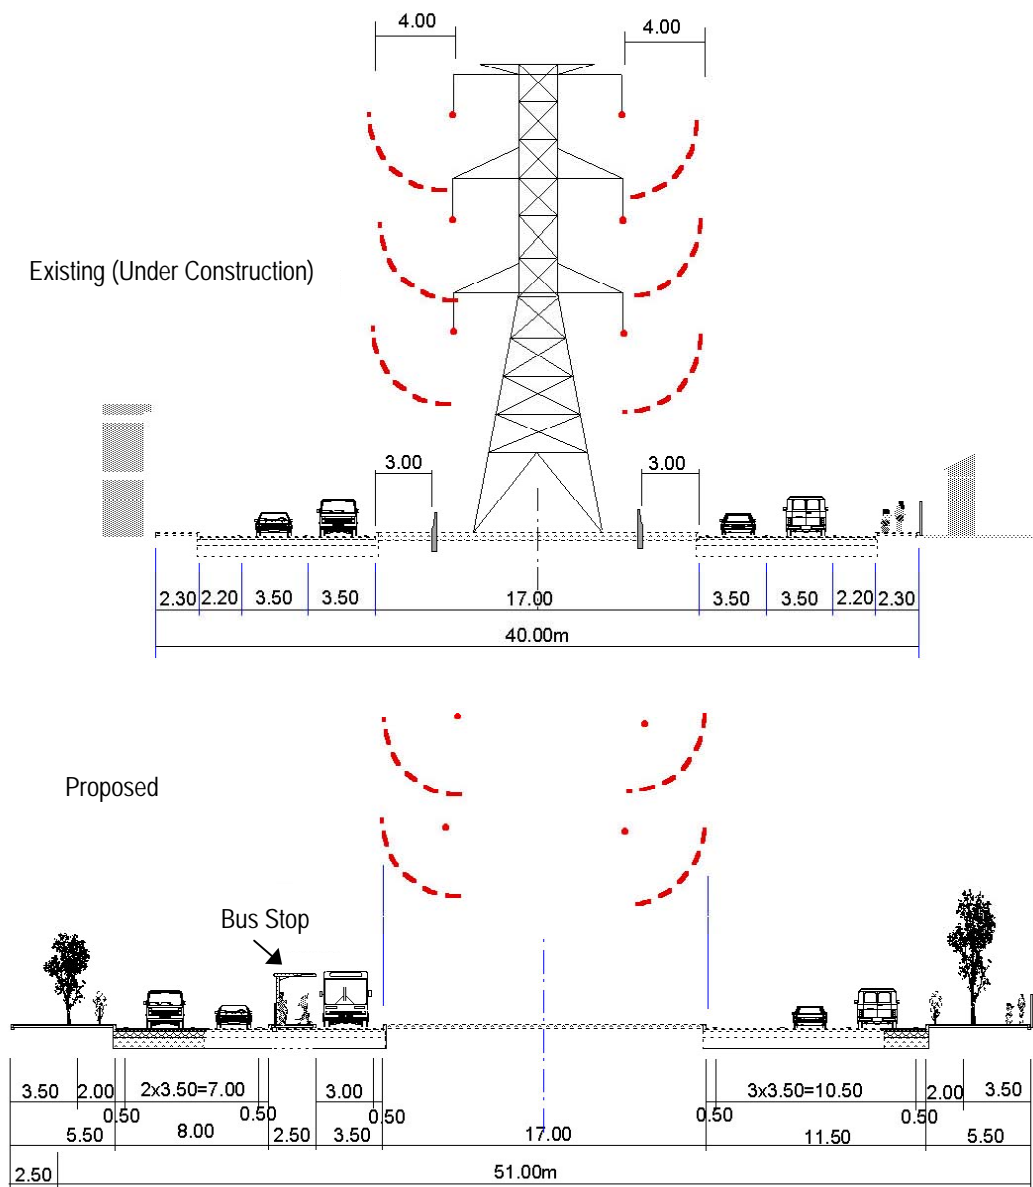 4.00 4.00
Existing (Under Construction)
3.00 3.00
2.30 2.20 3.50 3.50 17.00 3.50 3.50 2.20 2.30
40.00m
Proposed
Bus Stop
3.50 2.00 2x3.50=7.00 3.00 3x3.50=10.50 2.00 3.50
0.50 0.50 0.50 0.50 0.50
5.50 8.00 2.50 3.50 17.00 11.50 5.50
2.50 51.00m